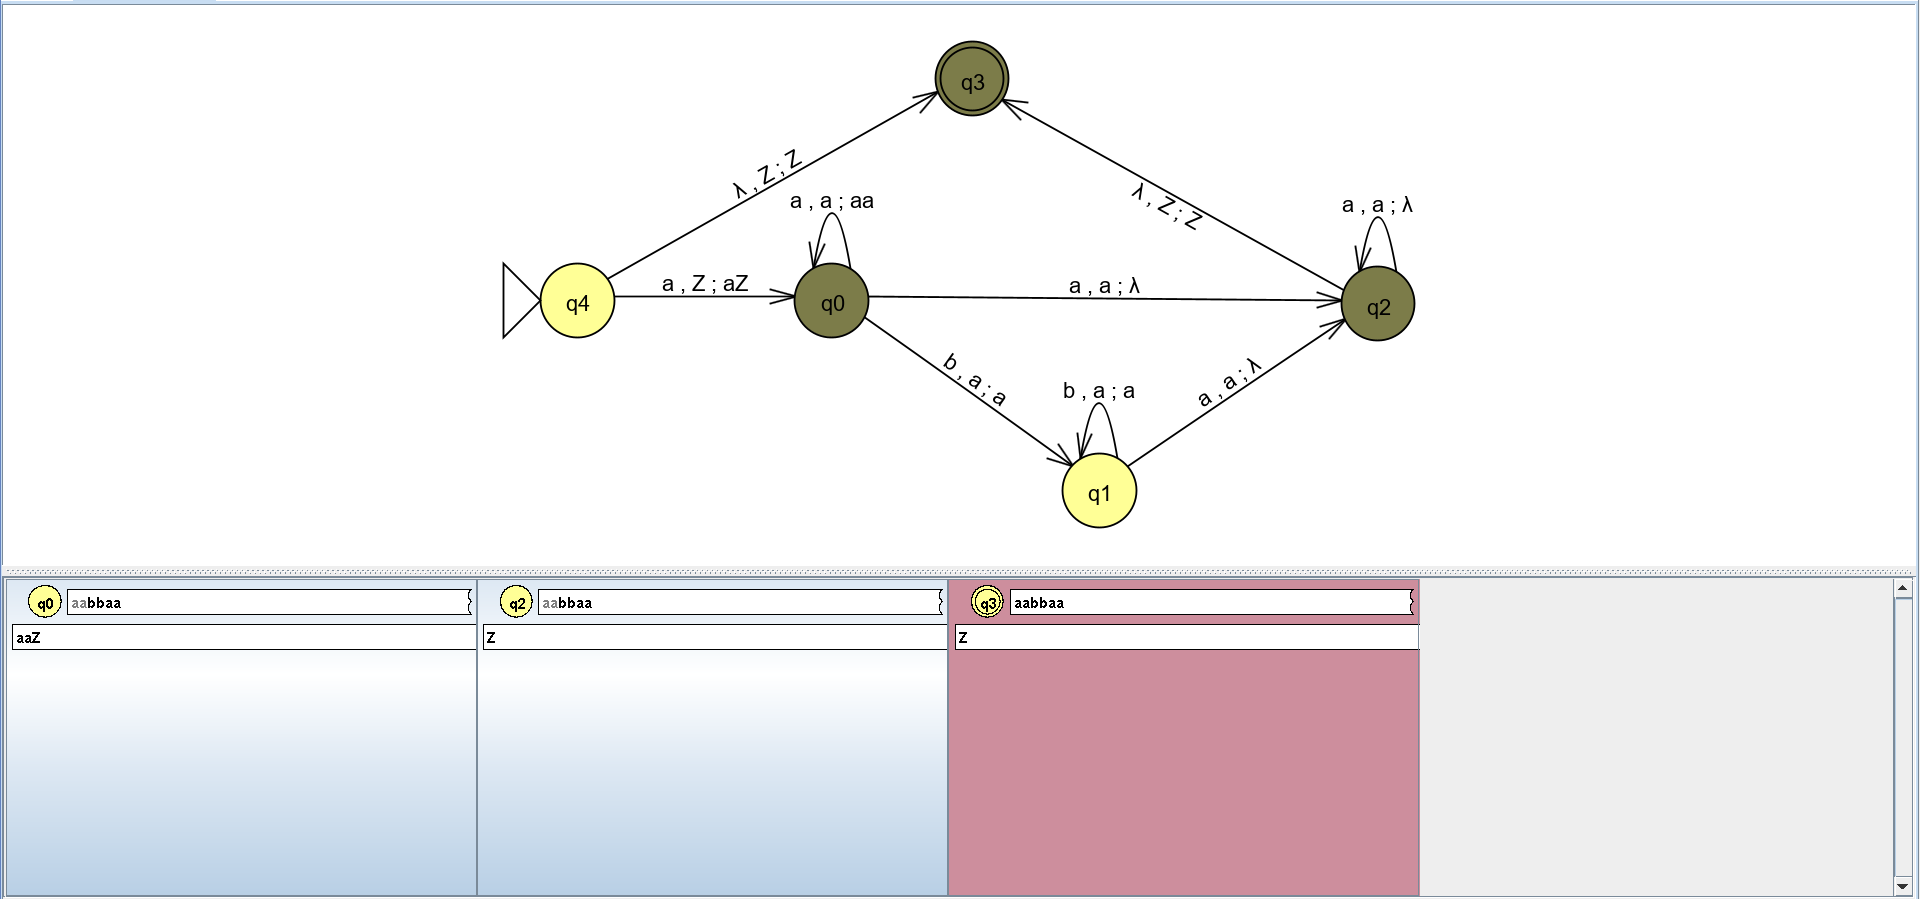 q3
λ , Z ; Z
λ , Z ; Z
a , a ; aa
a , a ; λ
q4
a , Z ; aZ
q0
a , a ; λ
q2
b , a ; a
b , a ; a
a , a ; λ
q1
q0 aabbaa
aaZ
q2 aabbaa
Z
q3 aabbaa
Z